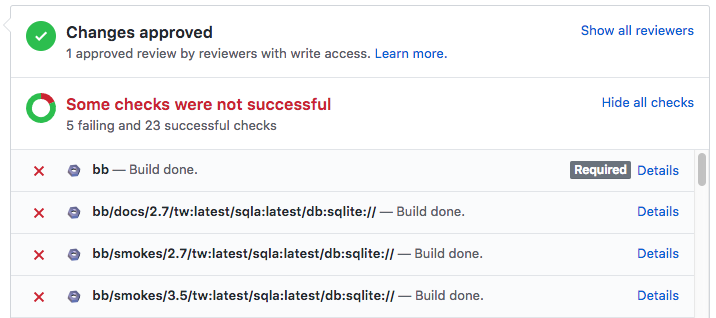 Changes approved
Show all reviewers
1 approved review by reviewers with write access. Learn more.
Some checks were not successful
Hide all checks
5 failing and 23 successful checks
bb — Build done. Required Details
bb/docs/2.7/tw:latest/sqla:latest/db:sqlite:// — Build done. Details
bb/smokes/2.7/tw:latest/sqla:latest/db:sqlite:// — Build done. Details
bb/smokes/3.5/tw:latest/sqla:latest/db:sqlite:// — Build done. Details